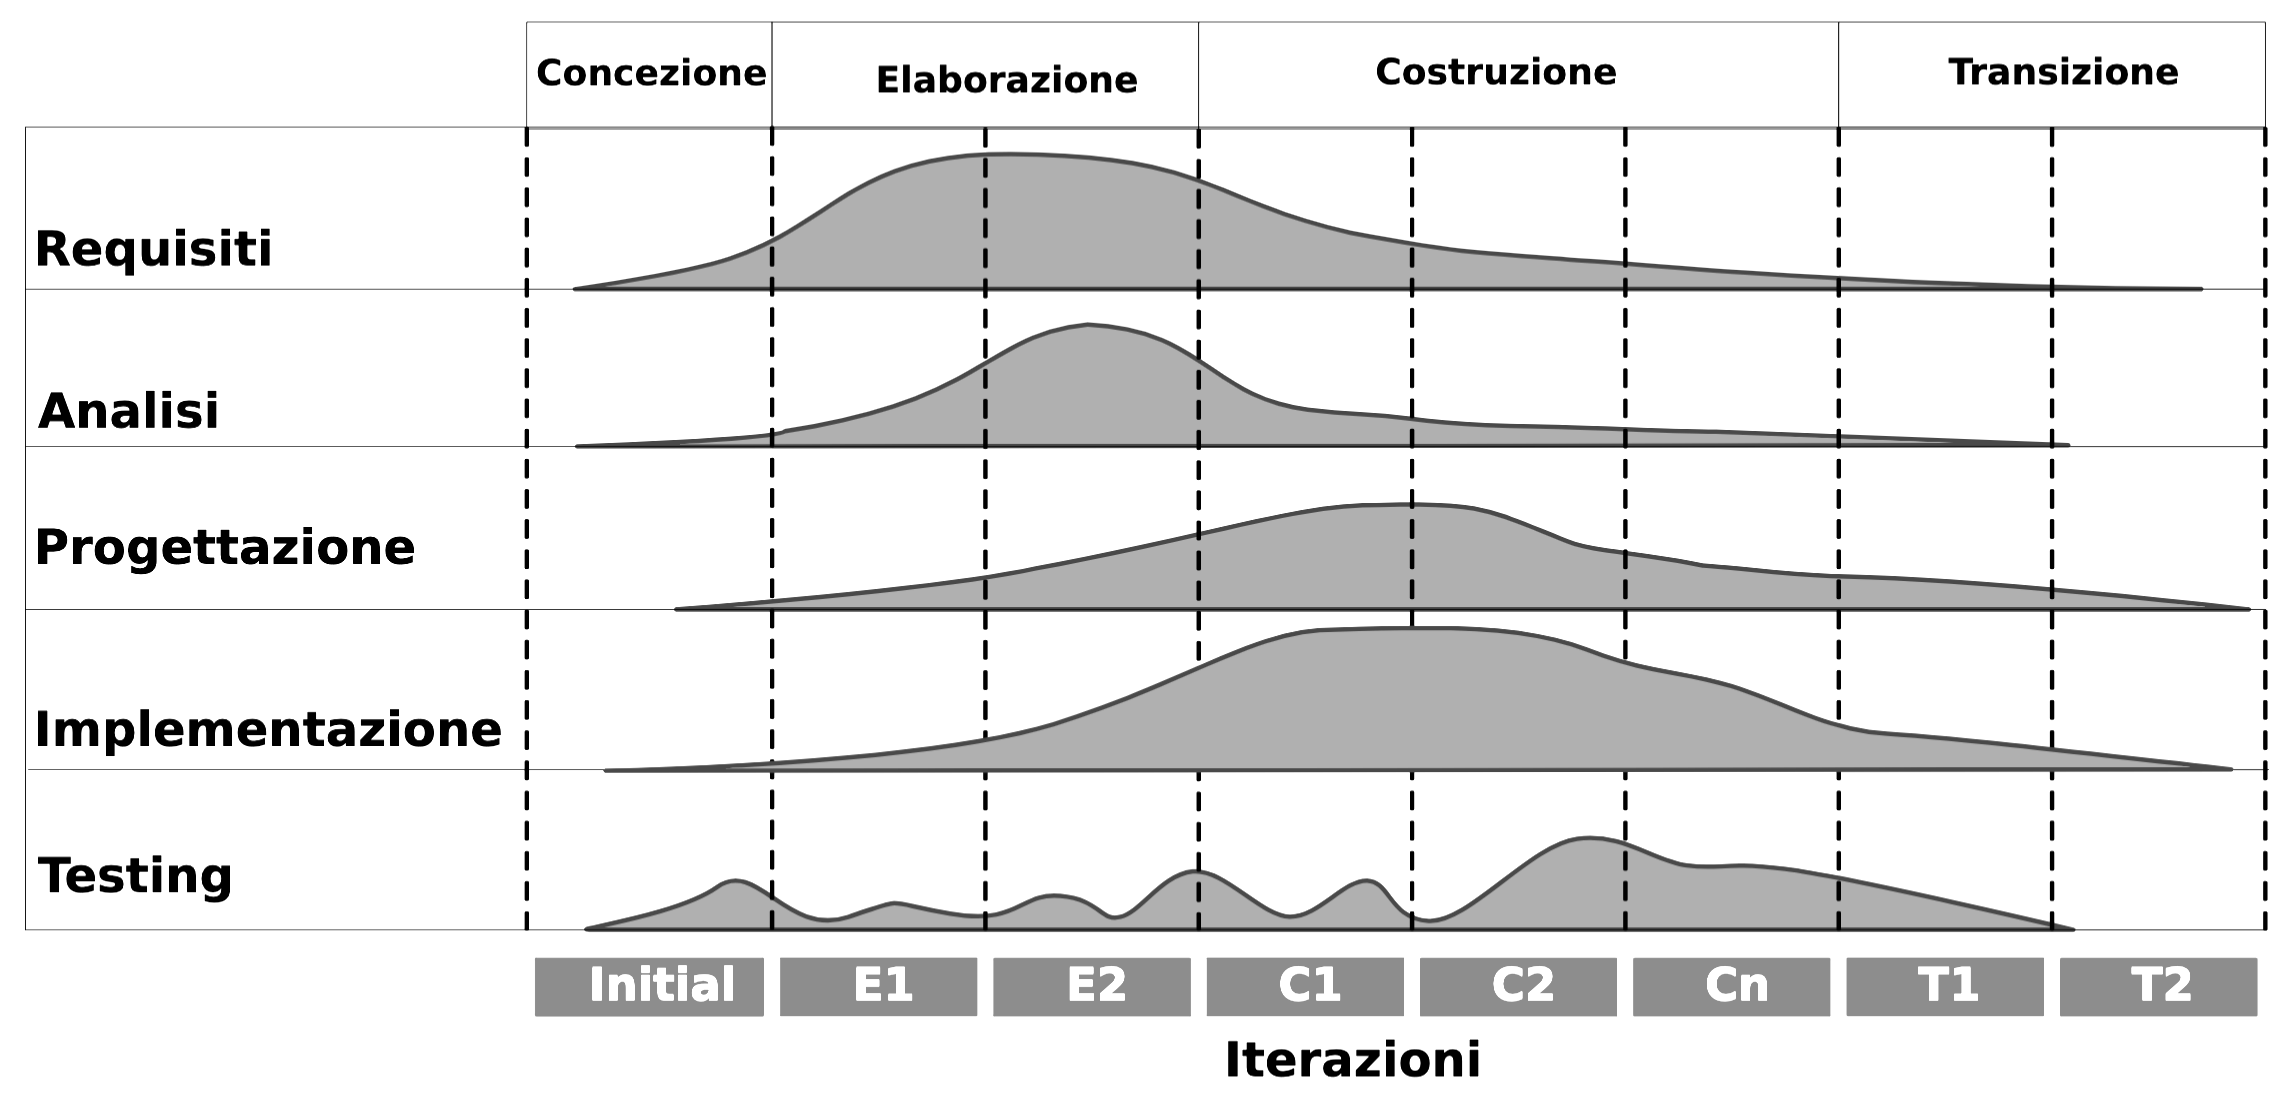 Concezione
Elaborazione
Costruzione
Transizione
Requisiti
Analisi
Progettazione
Implementazione
Testing
Initial
E1
E2
C1
C2
Cn
T1
T2
Iterazioni